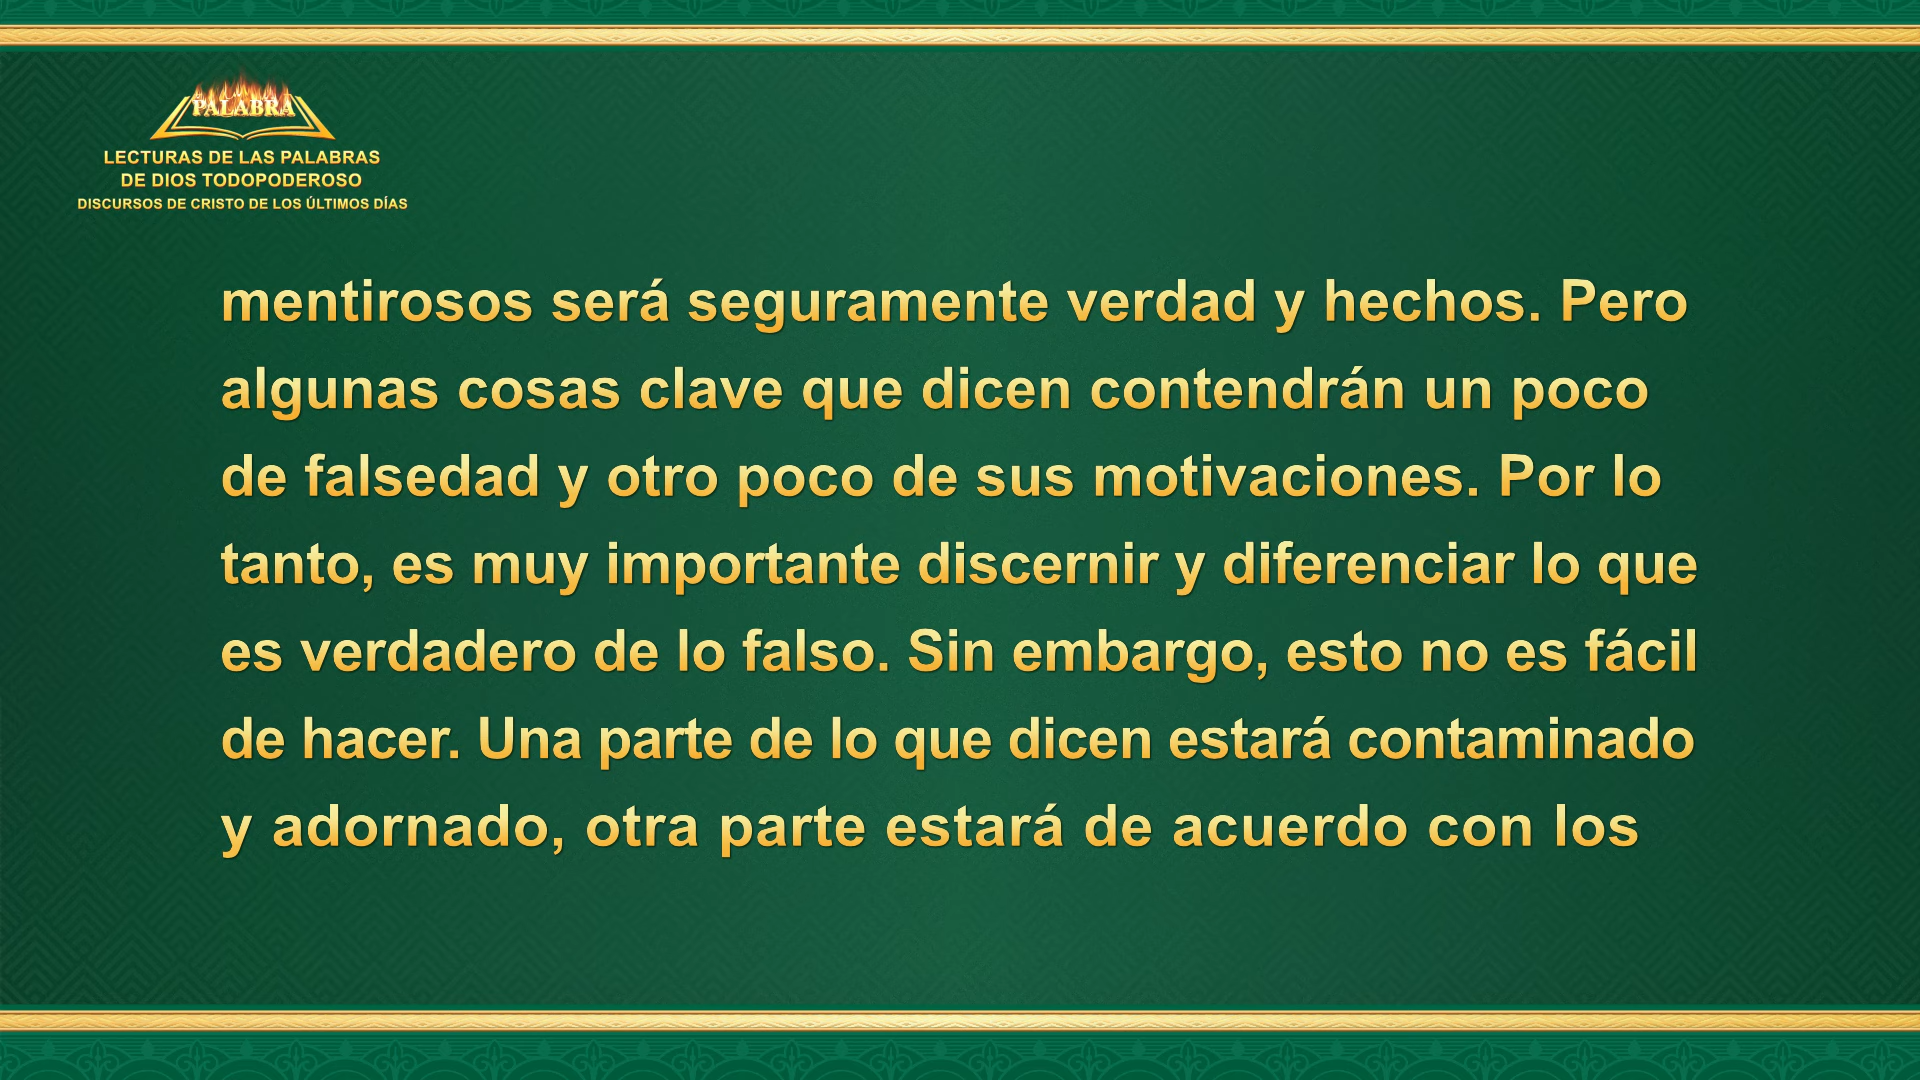 PALABRA
LECTURAS DE LAS PALABRAS
DE DIOS TODOPODEROSO
DISCURSOS DE CRISTO DE LOS ÚLTIMOS DÍAS
mentirosos será seguramente verdad y hechos. Pero
algunas cosas clave que dicen contendrán un poco
de falsedad y otro poco de sus motivaciones. Por lo
tanto, es muy importante discernir y diferenciar lo que
es verdadero de lo falso. Sin embargo, esto no es fácil
de hacer. Una parte de lo que dicen estará contaminado
y adornado, otra parte estará de acuerdo con los